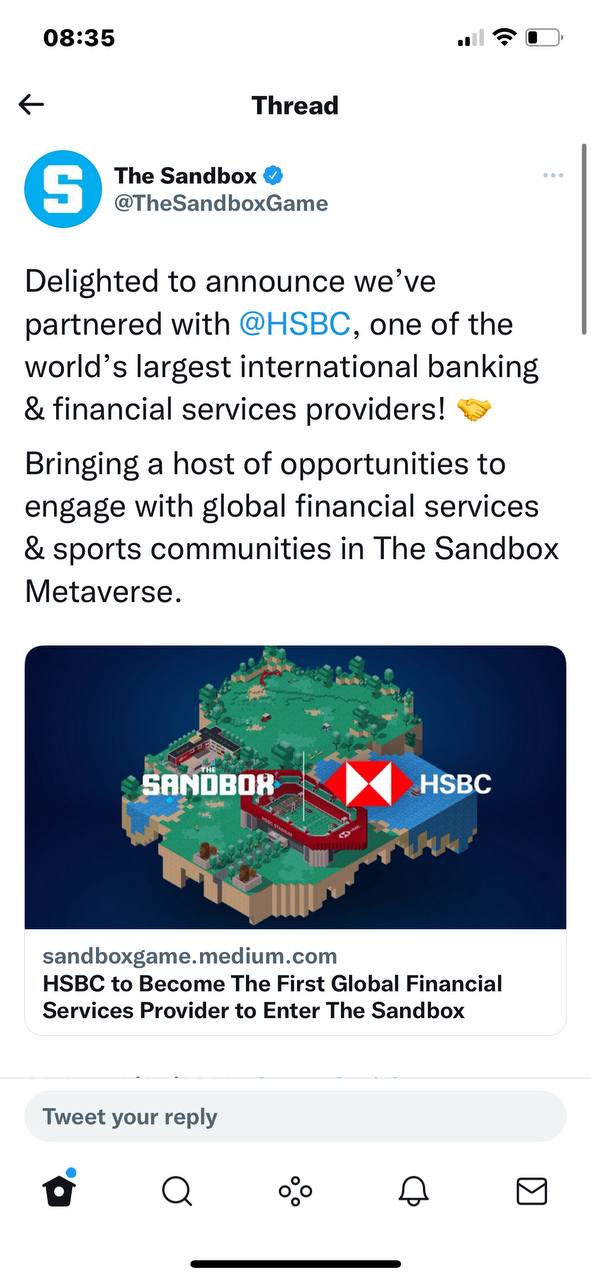 08:35
Thread
The Sandbox
@TheSandboxGame
Delighted to announce we’ve
partnered with @HSBC, one of the
world’s largest international banking
& financial services providers! 🤝
Bringing a host of opportunities to
engage with global financial services
& sports communities in The Sandbox
Metaverse.
THE
SANDBOX
HSBC
HSBC STADIUM
sandboxgame.medium.com
HSBC to Become The First Global Financial
Services Provider to Enter The Sandbox
Tweet your reply